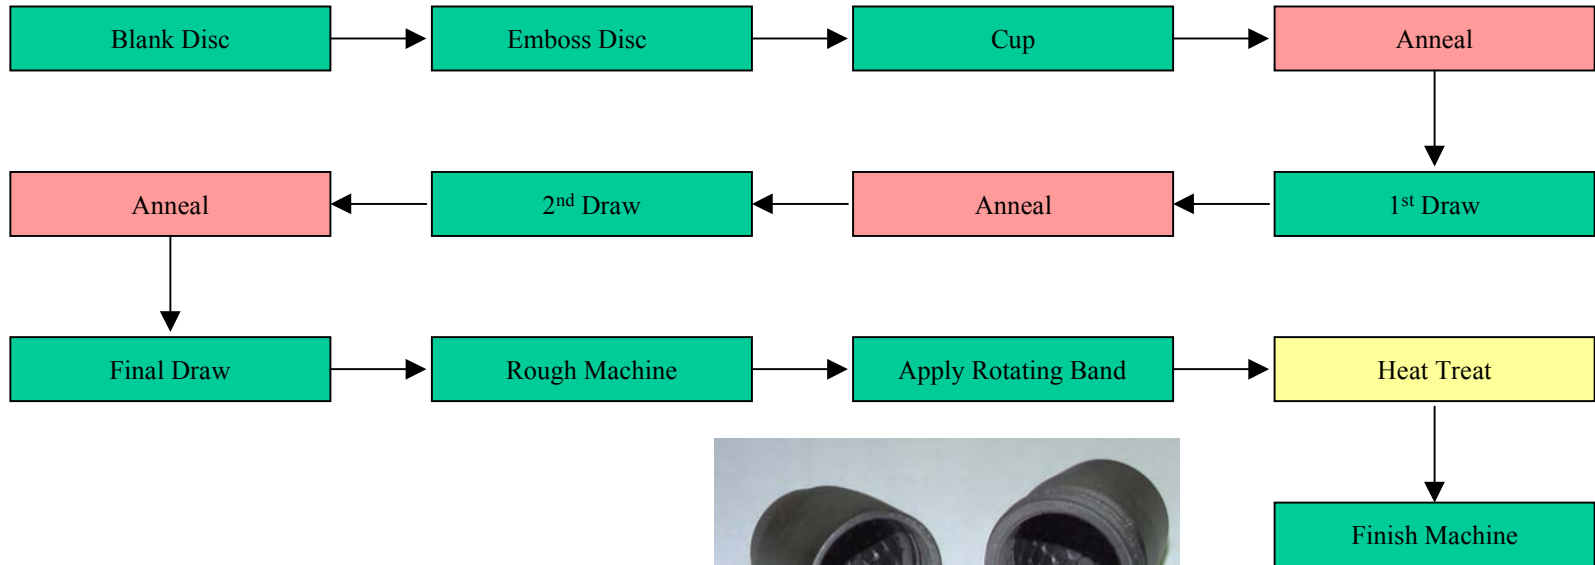 Blank Disc
Emboss Disc
Cup
Anneal
1st Draw
Anneal
2nd Draw
Anneal
Final Draw
Rough Machine
Apply Rotating Band
Heat Treat
Finish Machine